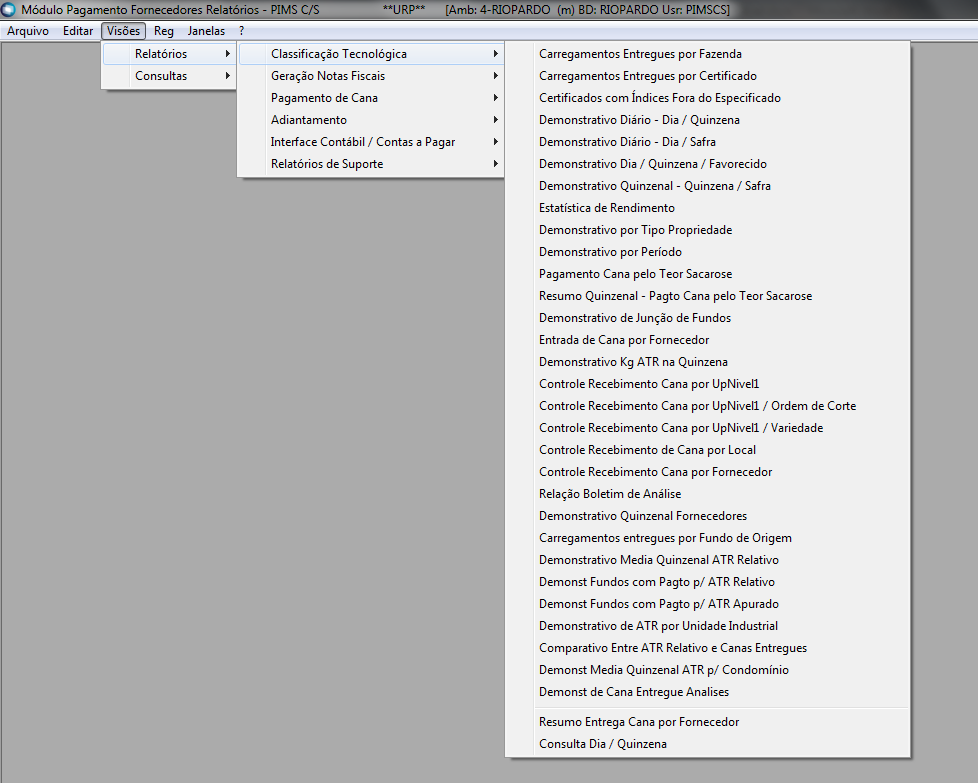 Módulo Pagamento Fornecedores Relatórios - PIMS C/S **URP** [Amb: 4-RIOPARDO (m) BD: RIOPARDO Usr: PIMSCS]
Arquivo Editar Visões Reg Janelas ?
Relatórios
Consultas
Classificação Tecnológica
Geração Notas Fiscais
Pagamento de Cana
Adiantamento
Interface Contábil / Contas a Pagar
Relatórios de Suporte
Carregamentos Entregues por Fazenda
Carregamentos Entregues por Certificado
Certificados com Índices Fora do Especificado
Demonstrativo Diário - Dia / Quinzena
Demonstrativo Diário - Dia / Safra
Demonstrativo Dia / Quinzena / Favorecido
Demonstrativo Quinzenal - Quinzena / Safra
Estatística de Rendimento
Demonstrativo por Tipo Propriedade
Demonstrativo por Período
Pagamento Cana pelo Teor Sacarose
Resumo Quinzenal - Pagto Cana pelo Teor Sacarose
Demonstrativo de Junção de Fundos
Entrada de Cana por Fornecedor
Demonstrativo Kg ATR na Quinzena
Controle Recebimento Cana por UpNivel1
Controle Recebimento Cana por UpNivel1 / Ordem de Corte
Controle Recebimento Cana por UpNivel1 / Variedade
Controle Recebimento de Cana por Local
Controle Recebimento Cana por Fornecedor
Relação Boletim de Análise
Demonstrativo Quinzenal Fornecedores
Carregamentos entregues por Fundo de Origem
Demonstrativo Media Quinzenal ATR Relativo
Demonst Fundos com Pagto p/ ATR Relativo
Demonst Fundos com Pagto p/ ATR Apurado
Demonstrativo de ATR por Unidade Industrial
Comparativo Entre ATR Relativo e Canas Entregues
Demonst Media Quinzenal ATR p/ Condomínio
Demonst de Cana Entregue Analises
Resumo Entrega Cana por Fornecedor
Consulta Dia / Quinzena